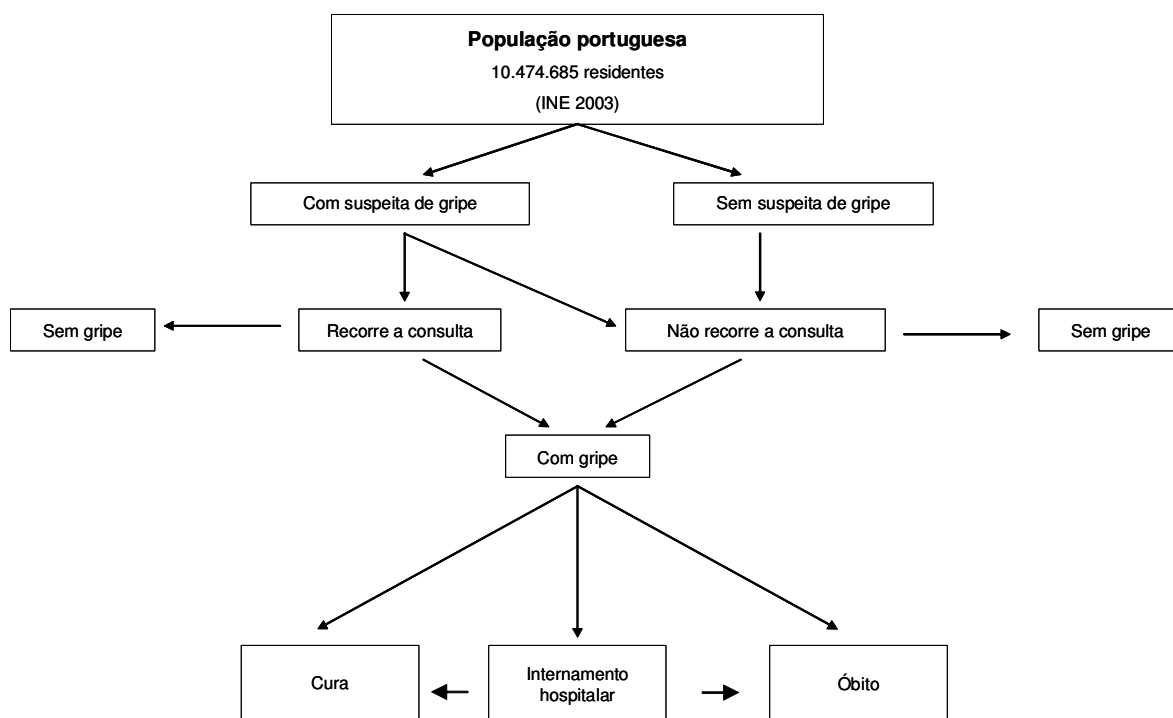 População portuguesa
10.474.685 residentes
(INE 2003)
Com suspeita de gripe
Sem suspeita de gripe
Sem gripe
Recorre a consulta
Não recorre a consulta
Sem gripe
Com gripe
Cura
Internamento
hospitalar
Óbito